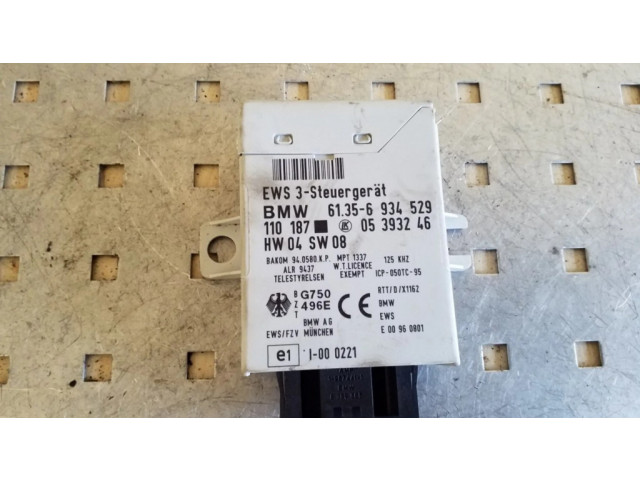 EWS 3-Steuergerät
BMW 61.35-6 934 529
110 187 05 3932 46
HW 04 SW 08
BAKOM 94.0580.K.P. MPT 1337 125 KHZ
ALR 9437 W.T.LICENCE
TELESTYRELSEN EXEMPT ICP-050TC-95
BZT G750 496E CE RTT/D/X1162
BMW
BMW AG EWS
EWS/FZV MÜNCHEN E 00 96 0801
e1 I-00 0221